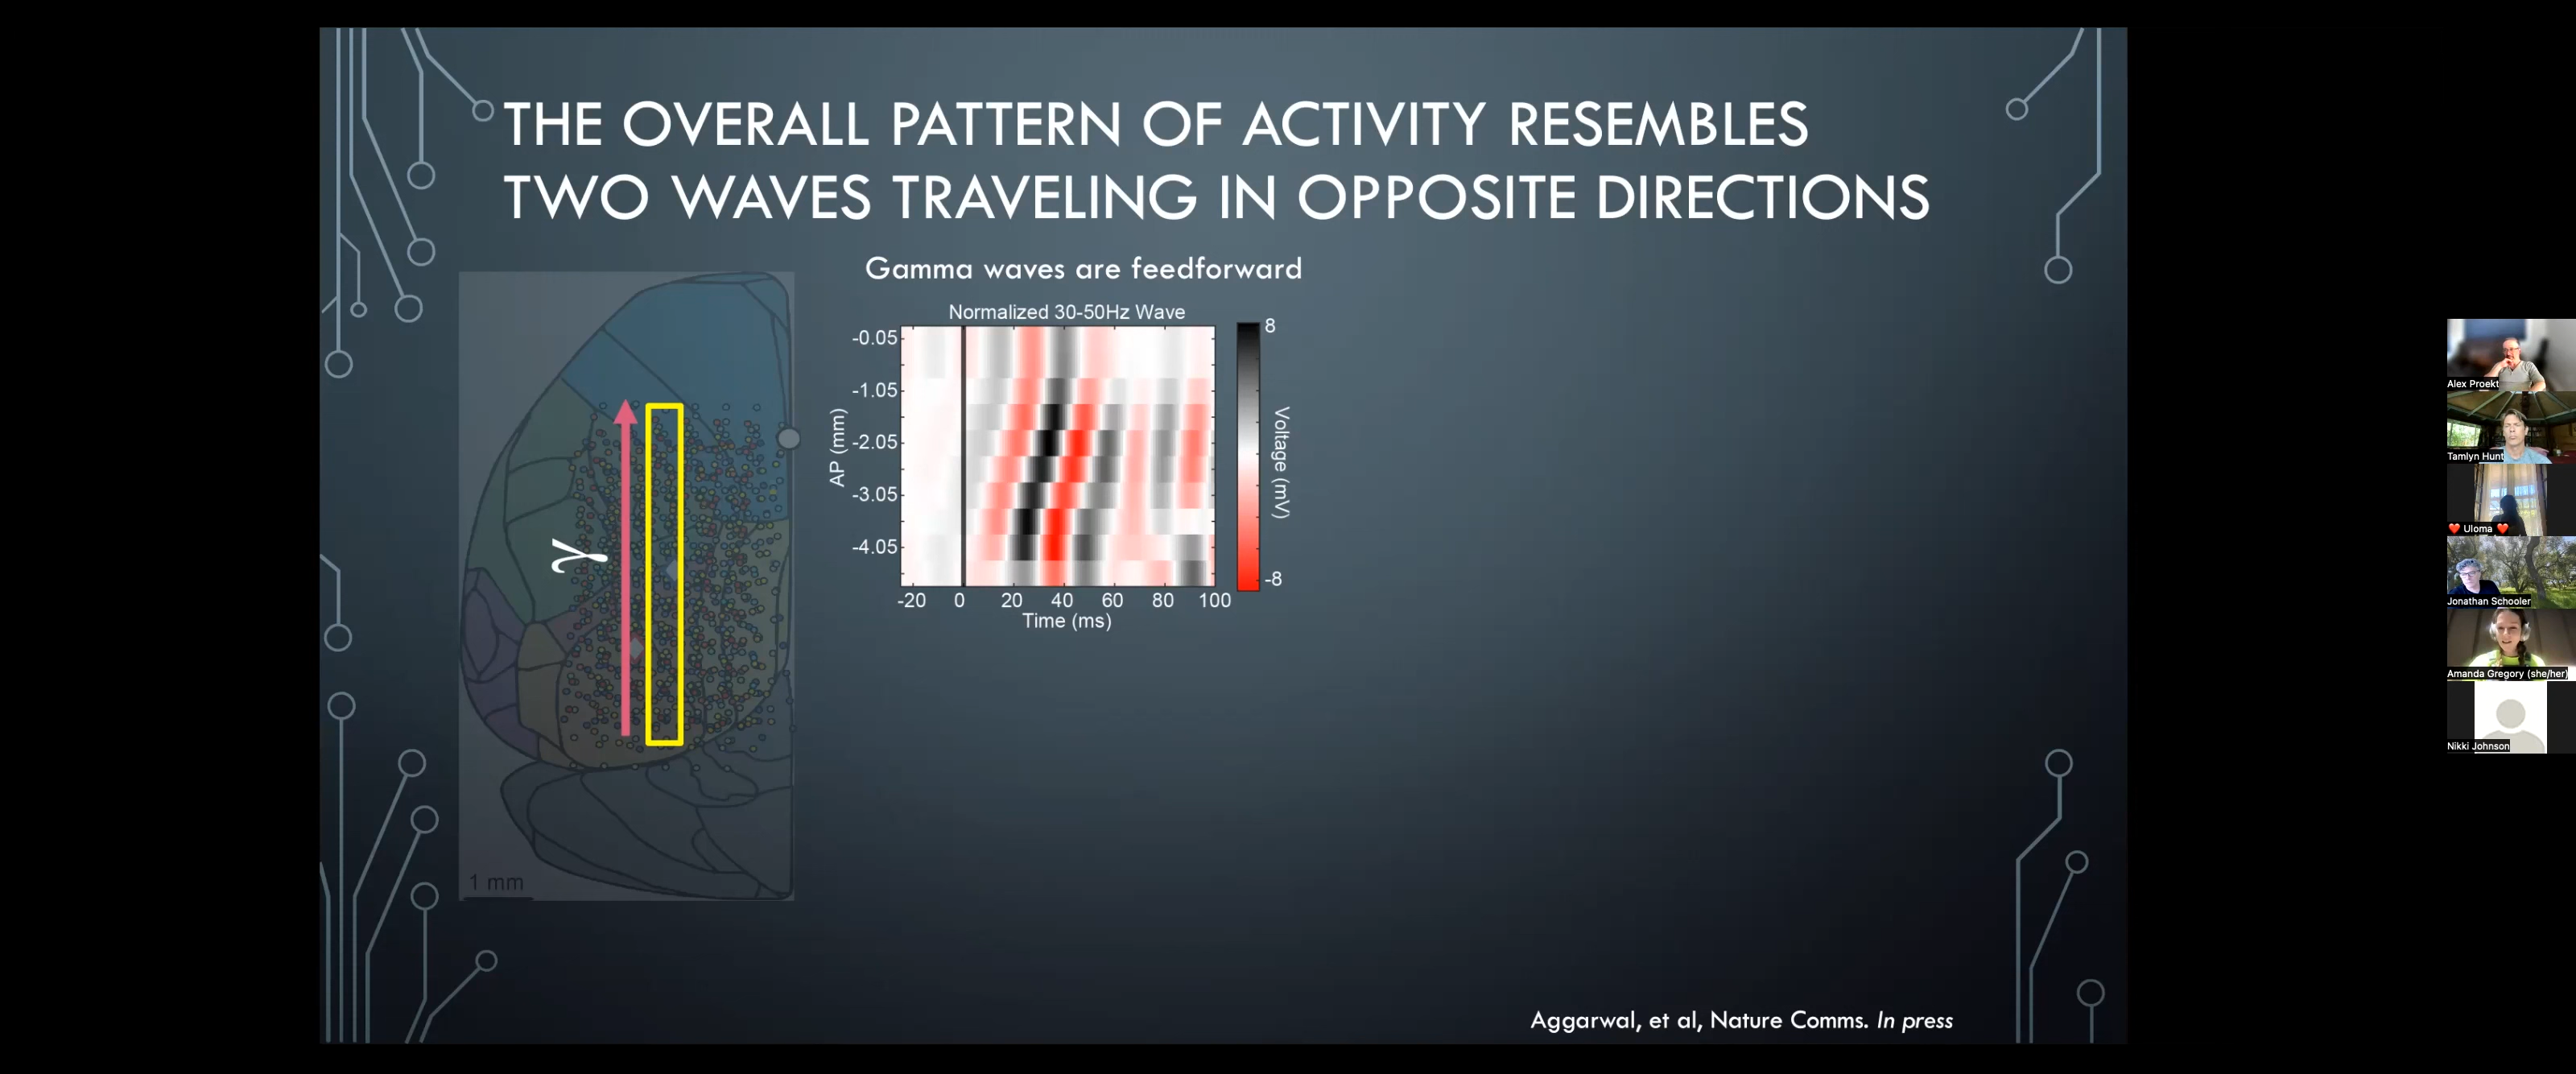 THE OVERALL PATTERN OF ACTIVITY RESEMBLES
TWO WAVES TRAVELING IN OPPOSITE DIRECTIONS
Gamma waves are feedforward
Normalized 30-50Hz Wave
-0.05
-1.05
-2.05
-3.05
-4.05
AP (mm)
-20 0 20 40 60 80 100
Time (ms)
8
-8
Voltage (mV)
γ
1 mm
Aggarwal, et al, Nature Comms. In press
Alex Proekt
Tamlyn Hunt
❤️ Uloma ❤️
Jonathan Schooler
Amanda Gregory (she/her)
Nikki Johnson